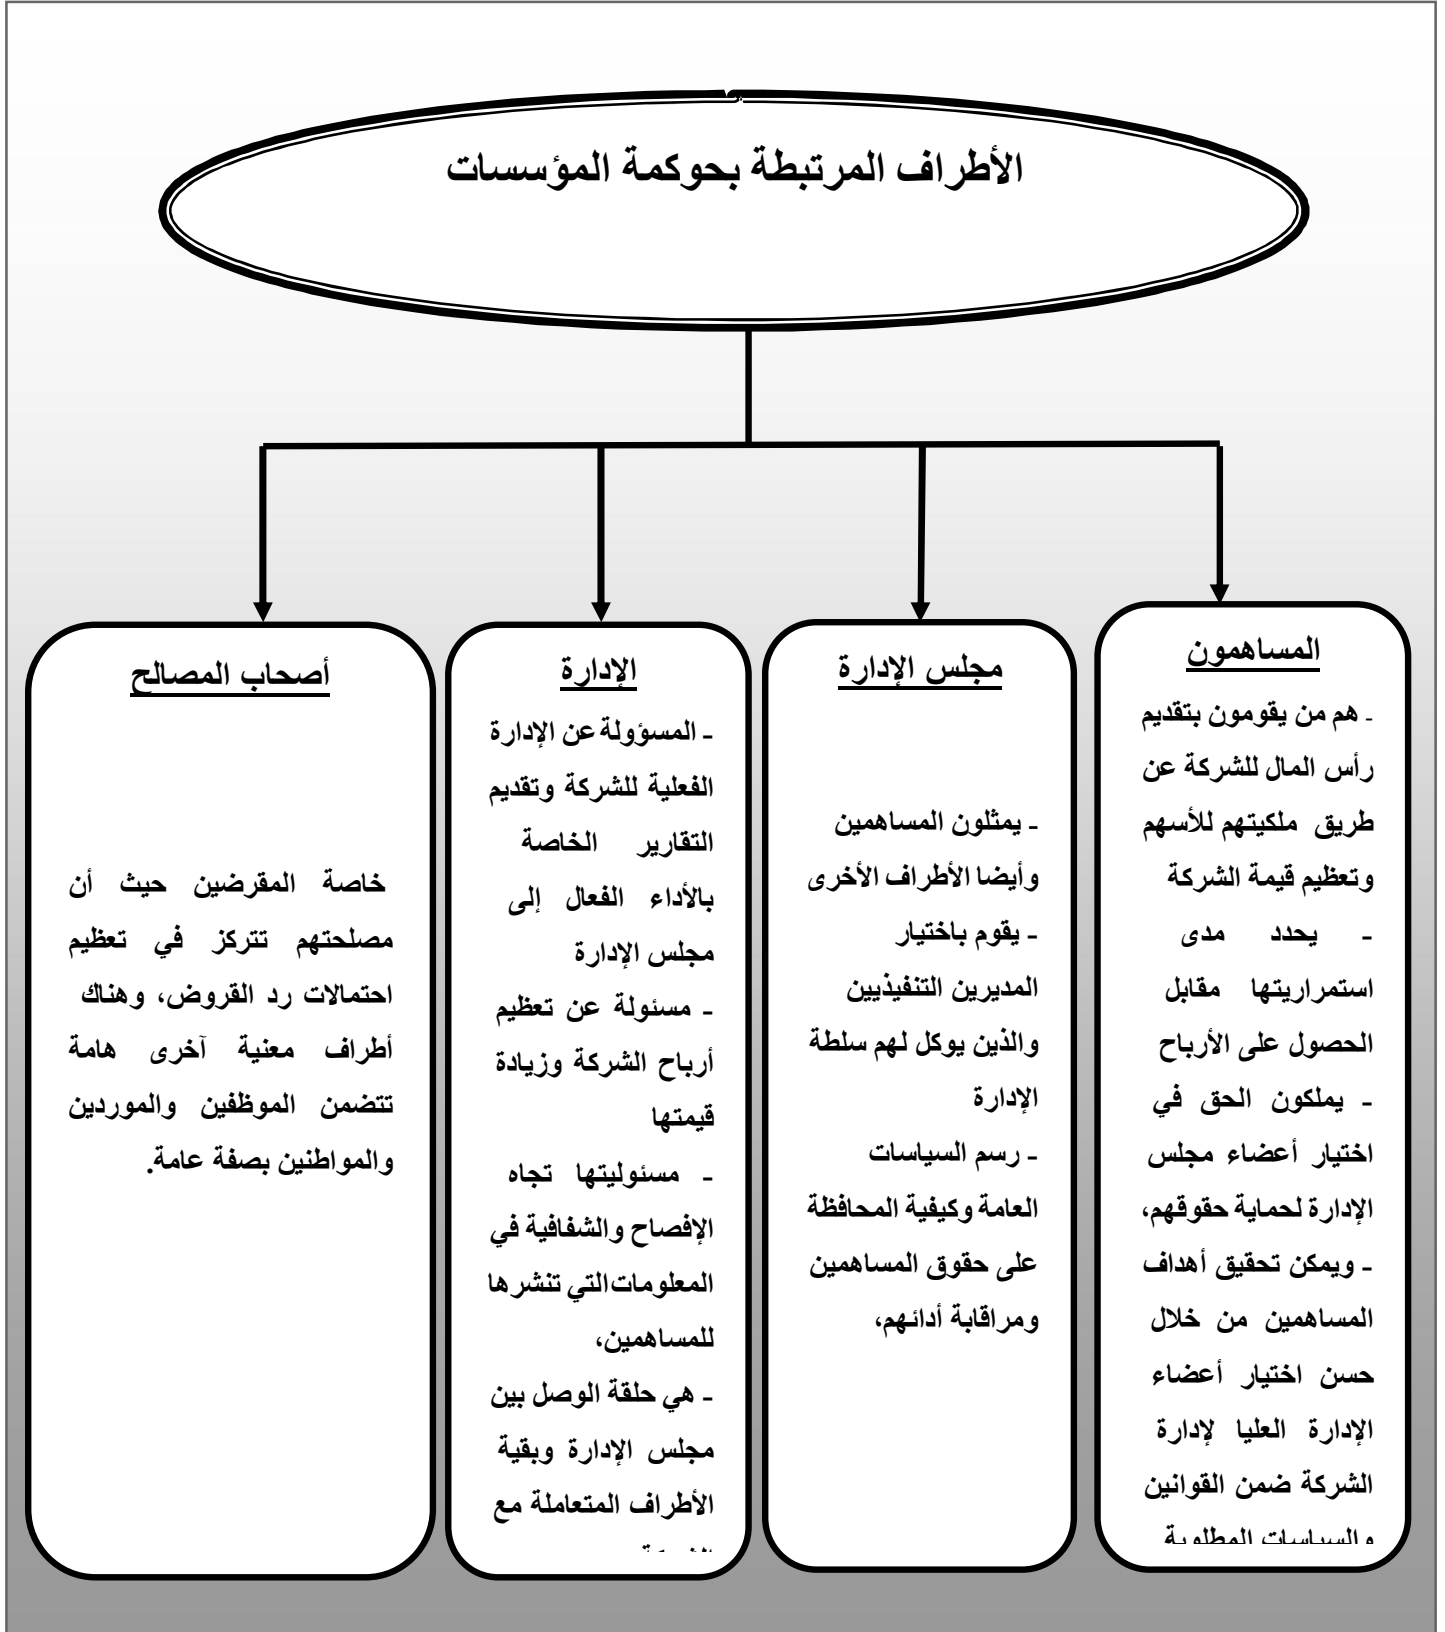 الأطراف المرتبطة بحوكمة المؤسسات
المساهمون
- هم من يقومون بتقديم
رأس المال للشركة عن
طريق ملكيتهم للأسهم
وتعظيم قيمة الشركة
- يحدد مدى
استمراريتها مقابل
الحصول على الأرباح
- يملكون الحق في
اختيار أعضاء مجلس
الإدارة لحماية حقوقهم،
- ويمكن تحقيق أهداف
المساهمين من خلال
حسن اختيار أعضاء
الإدارة العليا لإدارة
الشركة ضمن القوانين
والسياسات المطلوبة
مجلس الإدارة
- يمثلون المساهمين
وأيضا الأطراف الأخرى
- يقوم باختيار
المديرين التنفيذيين
والذين يوكل لهم سلطة
الإدارة
- رسم السياسات
العامة وكيفية المحافظة
على حقوق المساهمين
ومراقابة أدائهم،
الإدارة
- المسؤولة عن الإدارة
الفعلية للشركة وتقديم
التقارير الخاصة
بالأداء الفعال إلى
مجلس الإدارة
- مسئولة عن تعظيم
أرباح الشركة وزيادة
قيمتها
- مسئوليتها تجاه
الإفصاح والشفافية في
المعلومات التي تنشرها
للمساهمين،
- هي حلقة الوصل بين
مجلس الإدارة وبقية
الأطراف المتعاملة مع
أصحاب المصالح
خاصة المقرضين حيث أن
مصلحتهم تتركز في تعظيم
احتمالات رد القروض، وهناك
أطراف معنية آخرى هامة
تتضمن الموظفين والموردين
والمواطنين بصفة عامة.